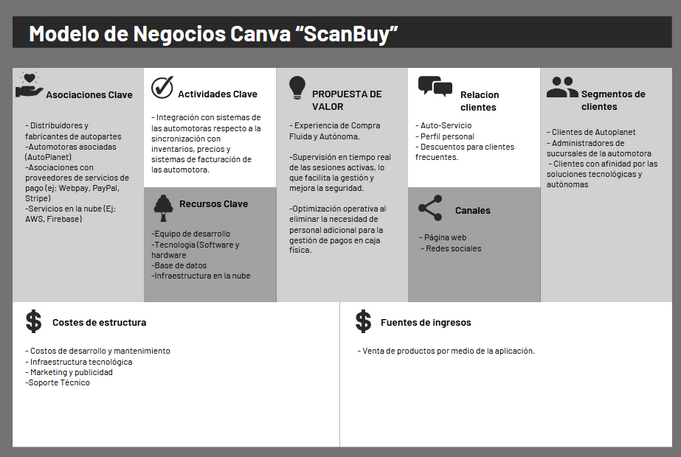 Modelo de Negocios Canva “ScanBuy”
Asociaciones Clave
- Distribuidores y
fabricantes de autopartes
-Automotoras asociadas
(AutoPlanet)
-Asociaciones con
proveedores de servicios de
pago (ej: Webpay, PayPal,
Stripe)
-Servicios en la nube (Ej:
AWS, Firebase)
Actividades Clave
- Integración con sistemas de
las automotoras respecto a la
sincronización con
inventarios, precios y
sistemas de facturación de
las automotora.
Recursos Clave
-Equipo de desarrollo
-Tecnología (Software y
hardware
-Base de datos
-Infraestructura en la nube
PROPUESTA DE
VALOR
- Experiencia de Compra
Fluida y Autónoma.
-Supervisión en tiempo real
de las sesiones activas, lo
que facilita la gestión y
mejora la seguridad.
-Optimización operativa al
eliminar la necesidad de
personal adicional para la
gestión de pagos en caja
física.
Relacion
clientes
- Auto-Servicio
- Perfil personal
- Descuentos para clientes
frecuentes.
Canales
- Página web
- Redes sociales
Segmentos de
clientes
- Clientes de Autoplanet
- Administradores de
sucursales de la automotora
- Clientes con afinidad por las
soluciones tecnológicas y
autónomas
Costes de estructura
- Costos de desarrollo y mantenimiento
- Infraestructura tecnológica
- Marketing y publicidad
-Soporte Técnico
Fuentes de ingresos
- Venta de productos por medio de la aplicación.